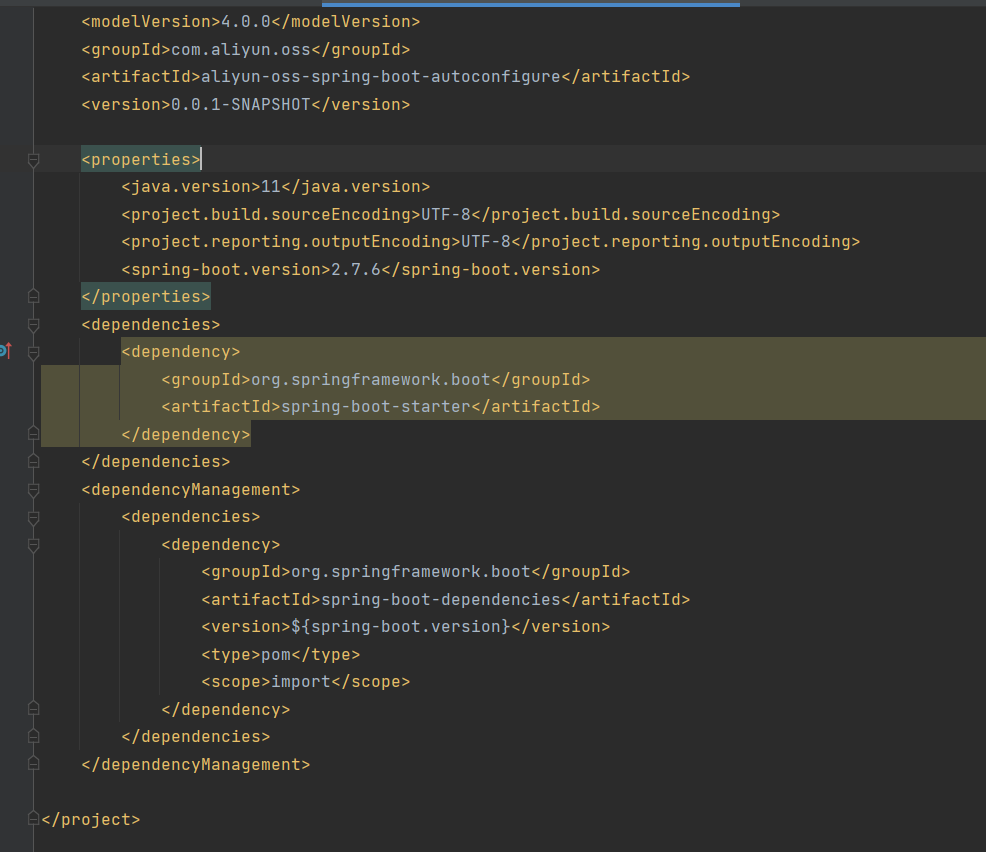 <modelVersion>4.0.0</modelVersion>
<groupId>com.aliyun.oss</groupId>
<artifactId>aliyun-oss-spring-boot-autoconfigure</artifactId>
<version>0.0.1-SNAPSHOT</version>
<properties>
<java.version>11</java.version>
<project.build.sourceEncoding>UTF-8</project.build.sourceEncoding>
<project.reporting.outputEncoding>UTF-8</project.reporting.outputEncoding>
<spring-boot.version>2.7.6</spring-boot.version>
</properties>
<dependencies>
<dependency>
<groupId>org.springframework.boot</groupId>
<artifactId>spring-boot-starter</artifactId>
</dependency>
</dependencies>
<dependencyManagement>
<dependencies>
<dependency>
<groupId>org.springframework.boot</groupId>
<artifactId>spring-boot-dependencies</artifactId>
<version>${spring-boot.version}</version>
<type>pom</type>
<scope>import</scope>
</dependency>
</dependencies>
</dependencyManagement>
</project>